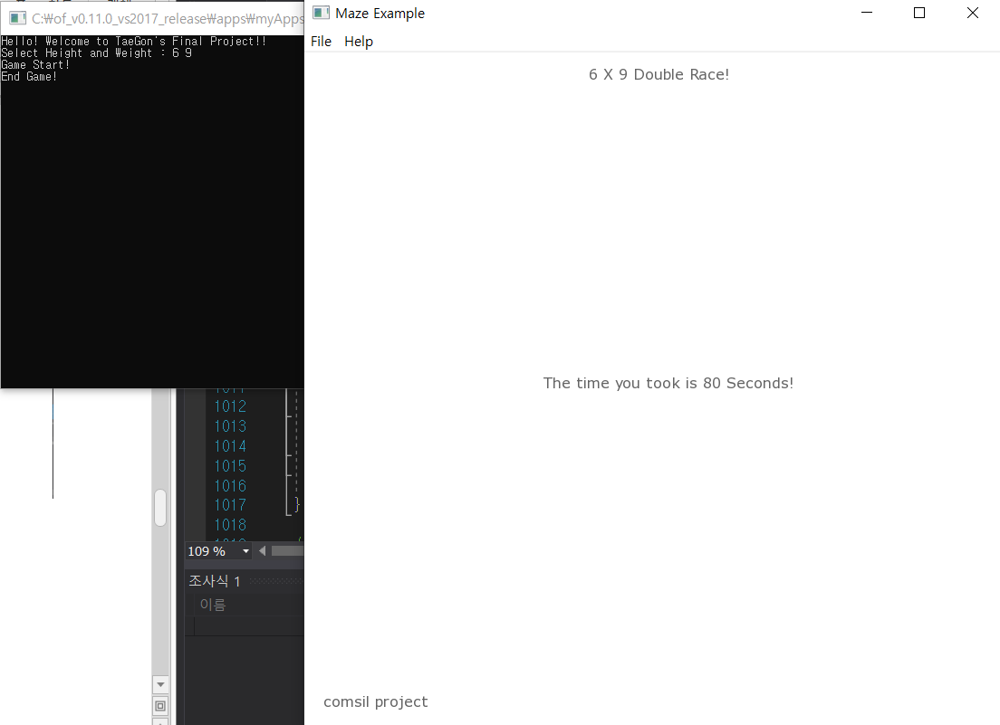 C:\of_v0.11.0_vs2017_release\apps\myApps
Hello! Welcome to TaeGon's Final Project!!
Select Height and Weight : 6 9
Game Start!
End Game!
Maze Example
File Help
6 X 9 Double Race!
The time you took is 80 Seconds!
comsil project
1011
1012
1013
1014
1015
1016
1017 }
1018
109 %
조사식 1
이름